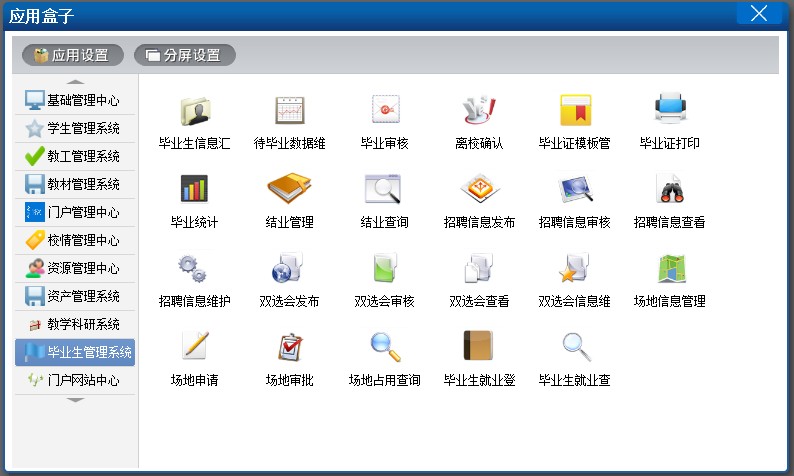 应用盒子
应用设置 分屏设置
基础管理中心
学生管理系统
教工管理系统
教材管理系统
门户管理中心
校情管理中心
资源管理中心
资产管理系统
教学科研系统
毕业生管理系统
门户网站中心
毕业生信息汇 待毕业数据维 毕业审核 离校确认 毕业证模板管 毕业证打印
毕业统计 结业管理 结业查询 招聘信息发布 招聘信息审核 招聘信息查看
招聘信息维护 双选会发布 双选会审核 双选会查看 双选会信息维 场地信息管理
场地申请 场地审批 场地占用查询 毕业生就业登 毕业生就业查